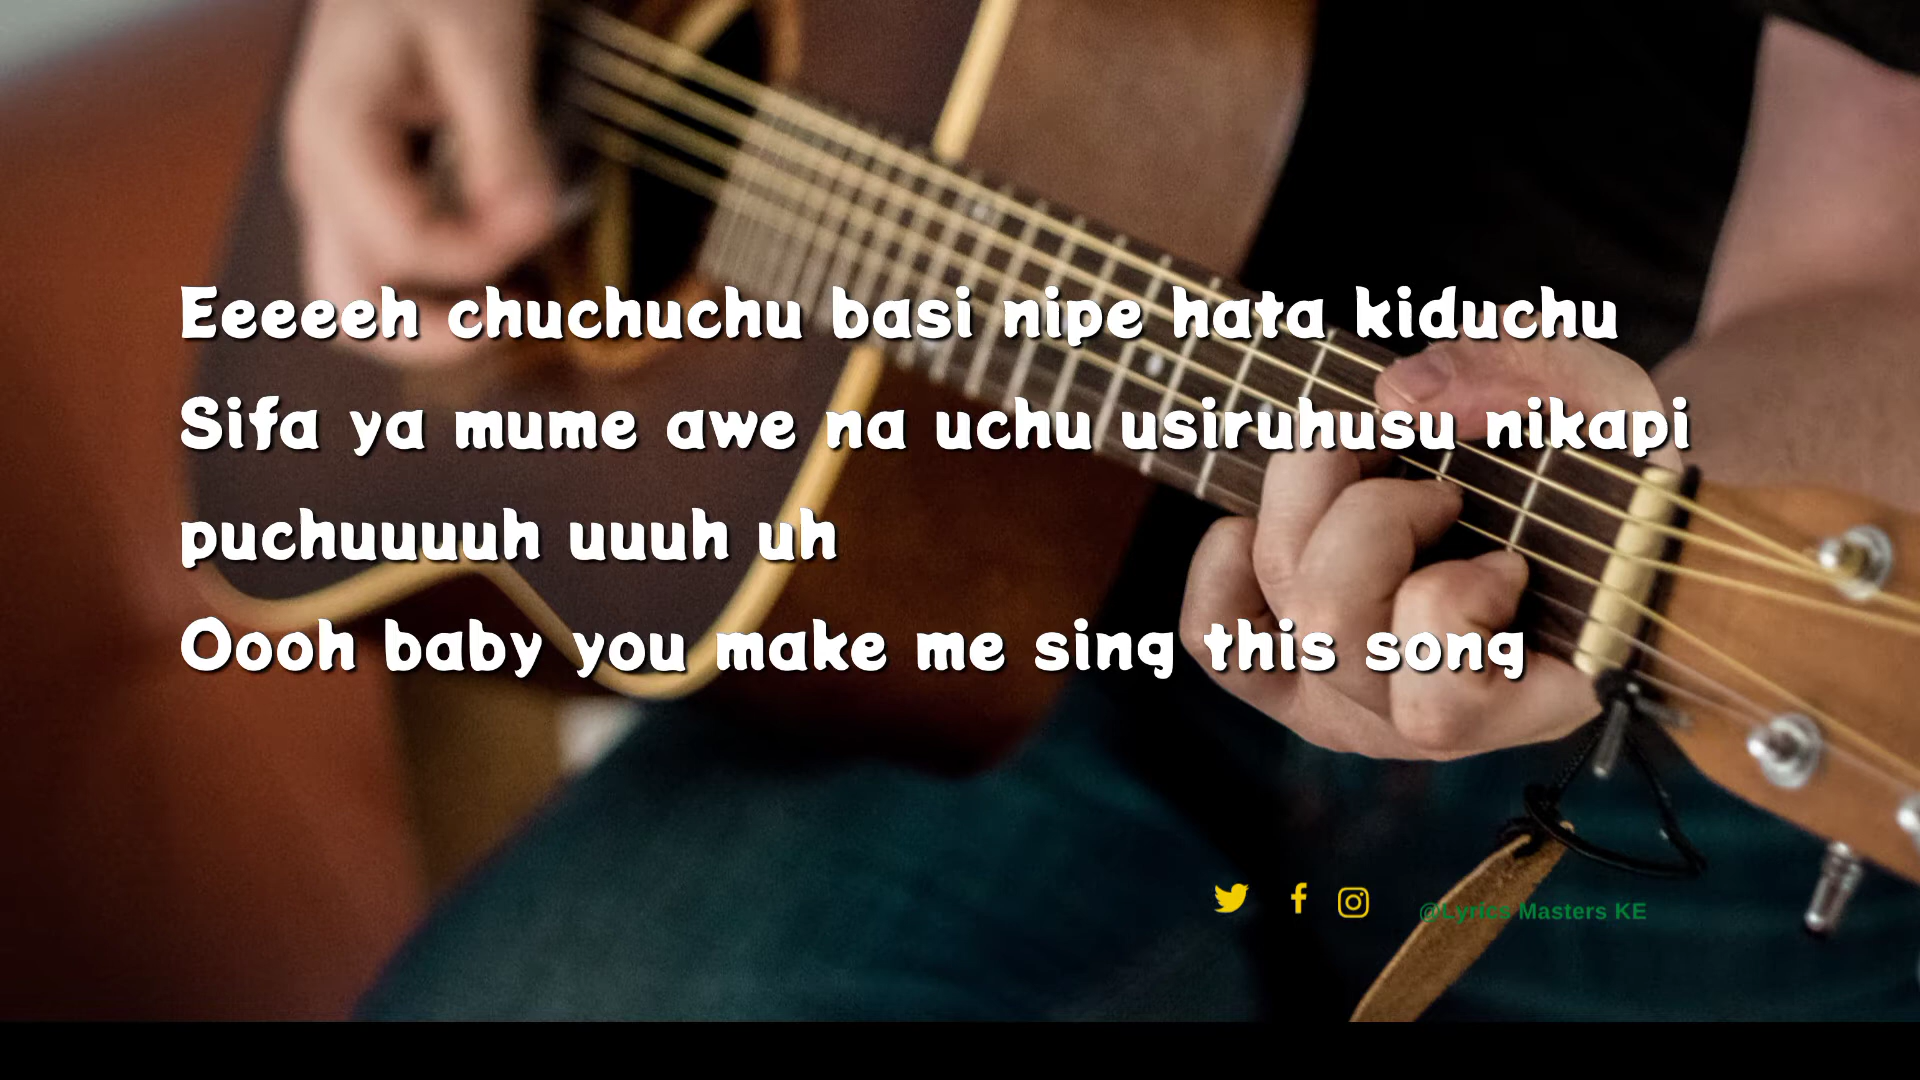 Eeeeeh chuchuchu basi nipe hata kiduchu
Sifa ya mume awe na uchu usiruhusu nikapi
puchuuuuh uuuh uh
Oooh baby you make me sing this song
@Lyrics Masters KE